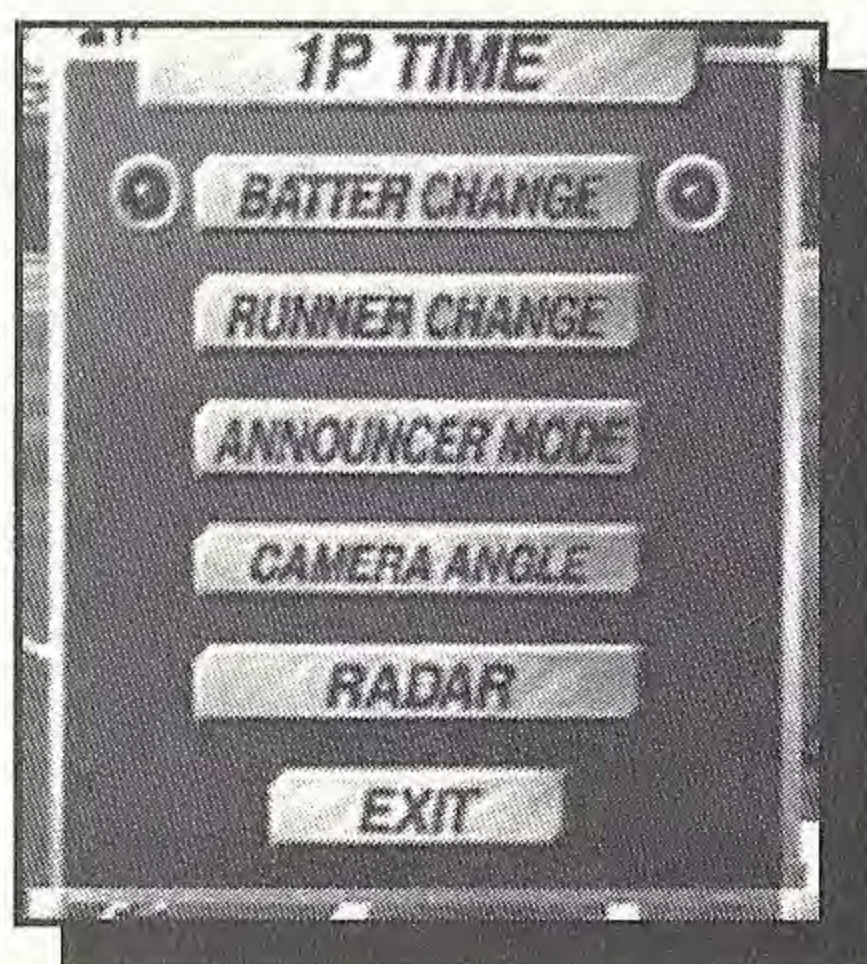 1P TIME
BATTER CHANGE
RUNNER CHANGE
ANNOUNCER MODE
CAMERA ANGLE
RADAR
EXIT